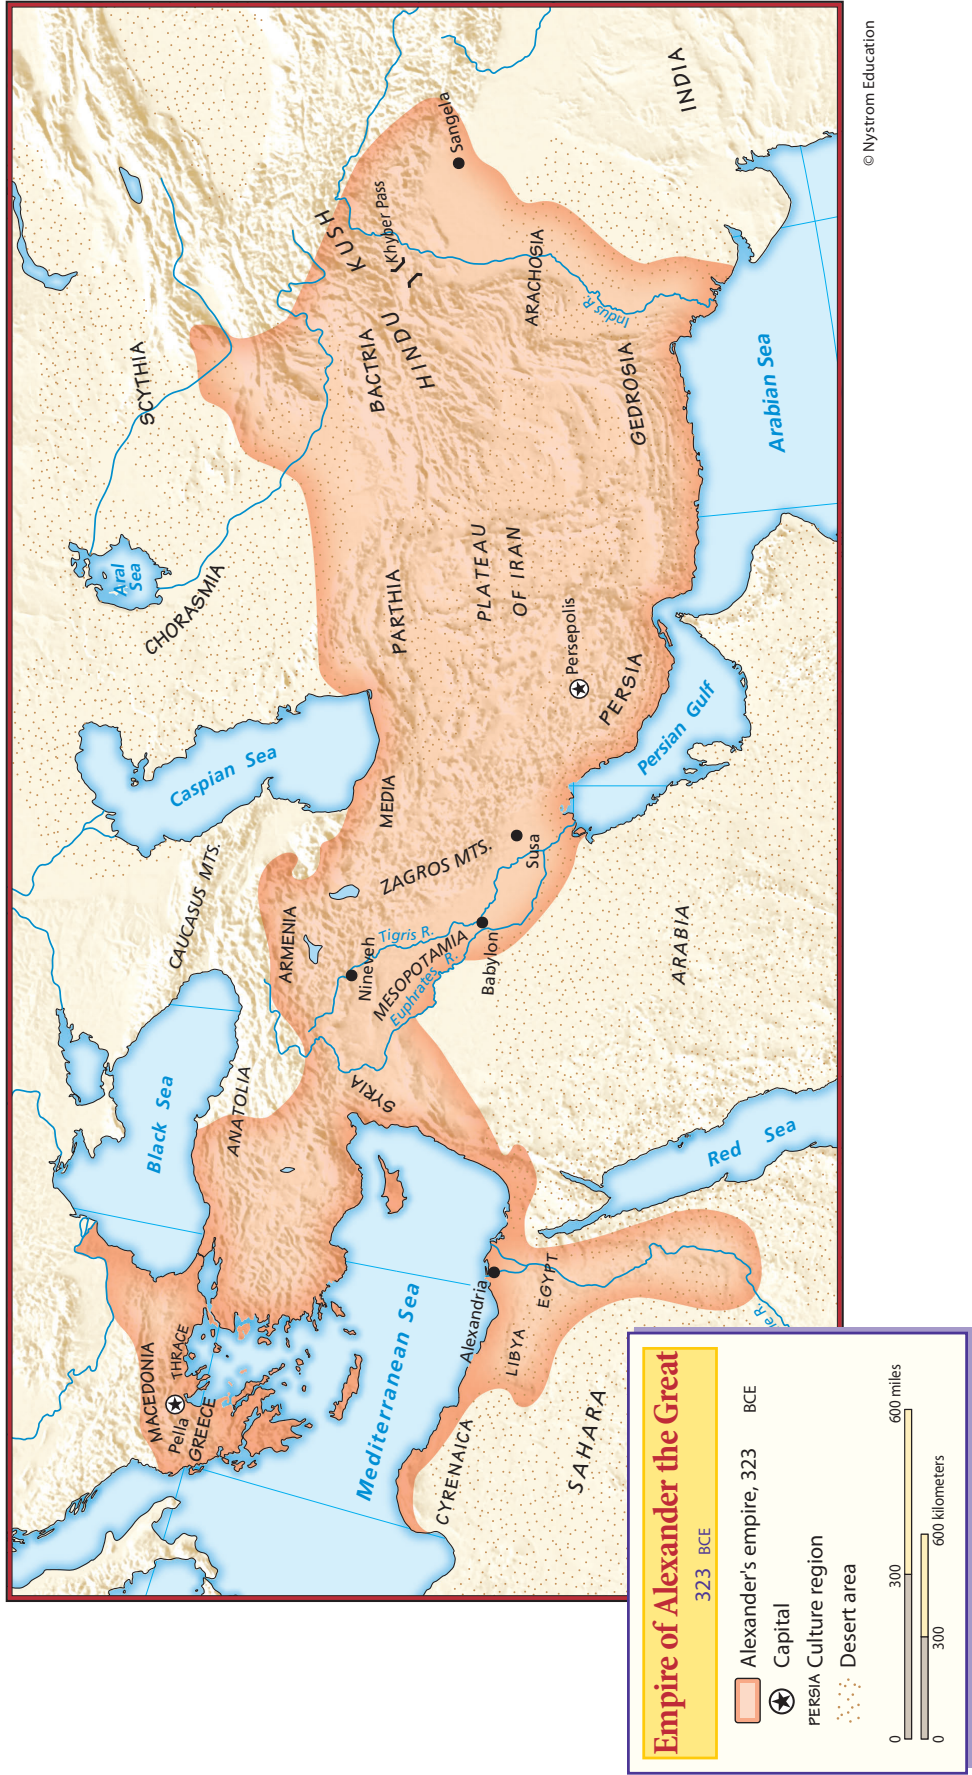 SCYTHIA
CHORASMIA
Aral
Sea
Caspian Sea
CAUCASUS MTS.
Black Sea
ANATOLIA
ARMENIA
MEDIA
PARTHIA
BACTRIA
HINDU
KUSH
Khyber Pass
Sangela
INDIA
ARACHOSIA
Indus R.
GEDROSIA
PLATEAU
OF IRAN
Persepolis
PERSIA
Persian Gulf
Arabian Sea
ZAGROS MTS.
Susa
Tigris R.
Nineveh
MESOPOTAMIA
Euphrates R.
Babylon
SYRIA
ARABIA
Red Sea
MACEDONIA
THRACE
Pella
GREECE
Mediterranean Sea
Alexandria
EGYPT
LIBYA
CYRENAICA
SAHARA
le R.
Empire of Alexander the Great
323 BCE
Alexander's empire, 323 BCE
Capital
PERSIA Culture region
Desert area
0 300 600 miles
0 300 600 kilometers
© Nystrom Education